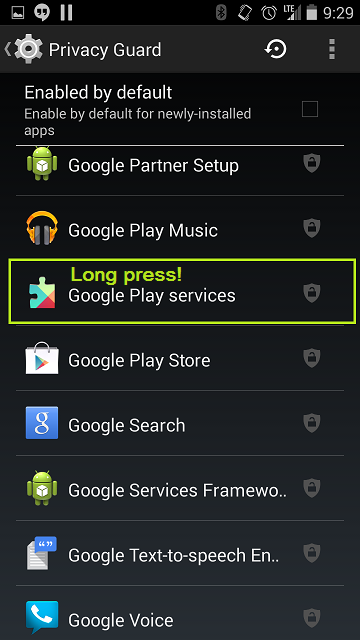 LTE 9:29
Privacy Guard
Enabled by default
Enable by default for newly-installed
apps
Google Partner Setup
Google Play Music
Long press!
Google Play services
Google Play Store
g
Google Search
Google Services Framewo..
Google Text-to-speech En..
Google Voice